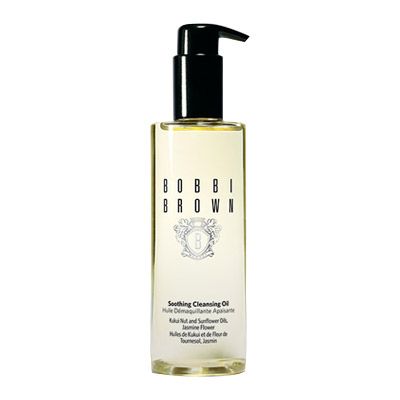 BOBBI
BROWN
B
Soothing Cleansing Oil
Huile Démaquillante Apaisante
Kukui Nut and Sunflower Oils,
Jasmine Flower
Huiles de Kukui et de Fleur de
Tournesol, Jasmin